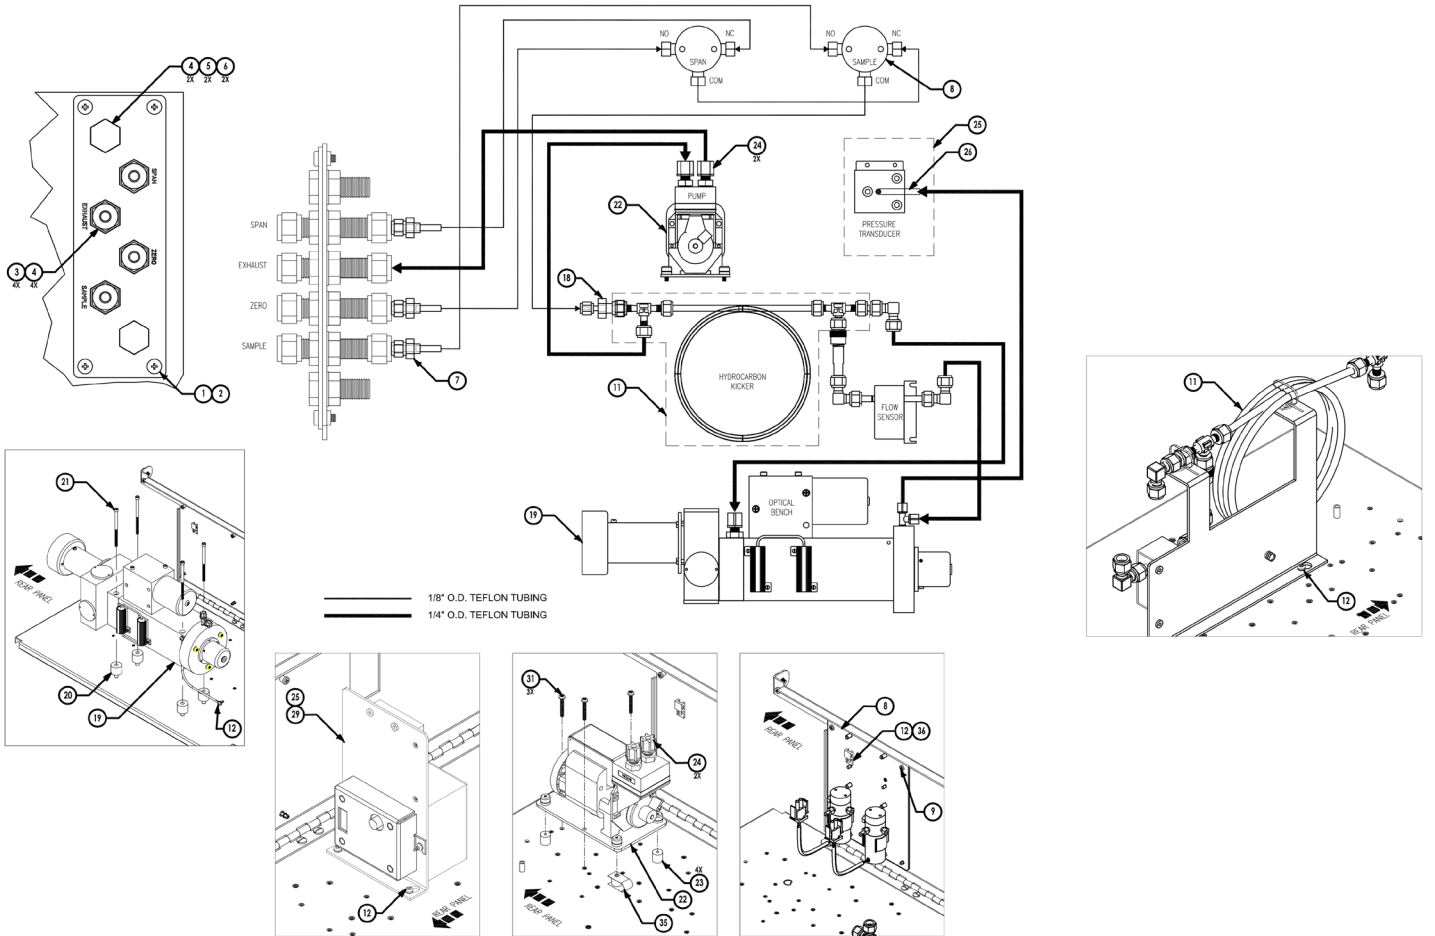 4 5 6
2X 2X 2X
SPAN
EXHAUST
ZERO
SAMPLE
3 4
4X 4X
1 2
SPAN
EXHAUST
ZERO
SAMPLE
7
NO
NC
SPAN
COM
NO
NC
SAMPLE
COM
8
24
2X
PUMP
22
25
26
PRESSURE
TRANSDUCER
18
11
HYDROCARBON
KICKER
FLOW
SENSOR
19
OPTICAL
BENCH
1/8" O.D. TEFLON TUBING
1/4" O.D. TEFLON TUBING
21
REAR PANEL
20
19
12
11
12
REAR PANEL
25
29
12
REAR PANEL
31
3X
24
2X
4X
23
22
35
REAR PANEL
8
12 36
9
REAR PANEL